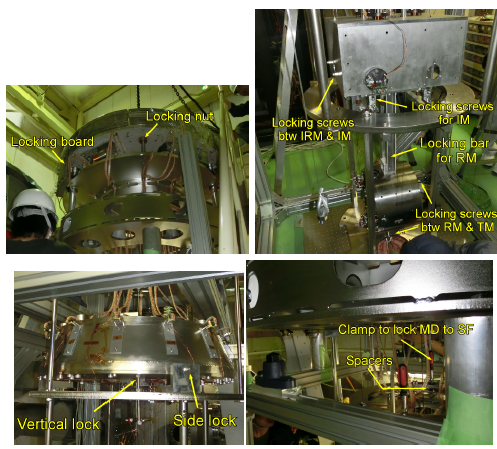 Locking nut
Locking board
Locking screws
btw IRM & IM
Locking screws
for IM
Locking bar
for RM
Locking screws
btw RM & TM
Vertical lock
Side lock
Clamp to lock MD to SF
Spacers